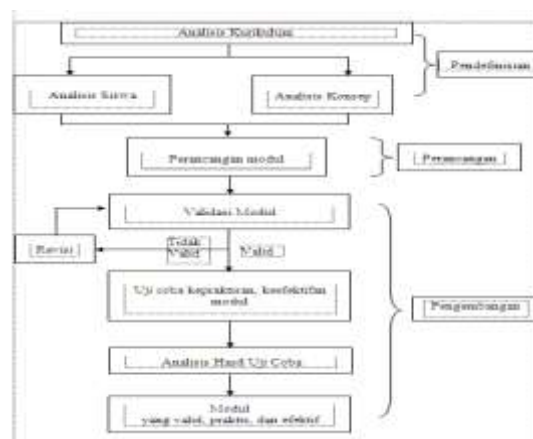 Analisis Kurikulum
Pendefinisian
Analisis Siswa
Analisis Konsep
Perancangan modul
Perancangan
Validasi Modul
Revisi
Tidak
Valid
Valid
Uji coba kepraktisan, keefektifan
modul
Pengembangan
Analisis Hasil Uji Coba
Modul
yang valid, praktis, dan efektif